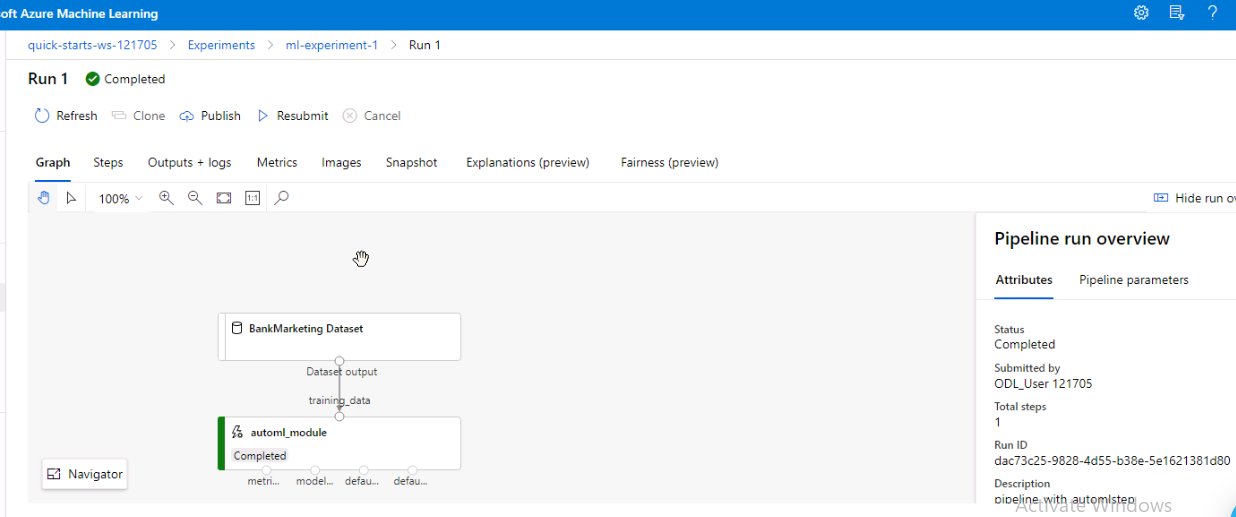 oft Azure Machine Learning
quick-starts-ws-121705 > Experiments > ml-experiment-1 > Run 1
Run 1 Completed
Refresh Clone Publish Resubmit Cancel
Graph Steps Outputs + logs Metrics Images Snapshot Explanations (preview) Fairness (preview)
100% 1:1 Hide run ov
Pipeline run overview
Attributes Pipeline parameters
BankMarketing Dataset
Dataset output
training_data
automl_module
Completed
metri... model... defau... defau...
Navigator
Status
Completed
Submitted by
ODL_User 121705
Total steps
1
Run ID
dac73c25-9828-4d55-b38e-5e1621381d80
Description
pipeline with automlstep
Activate Windows